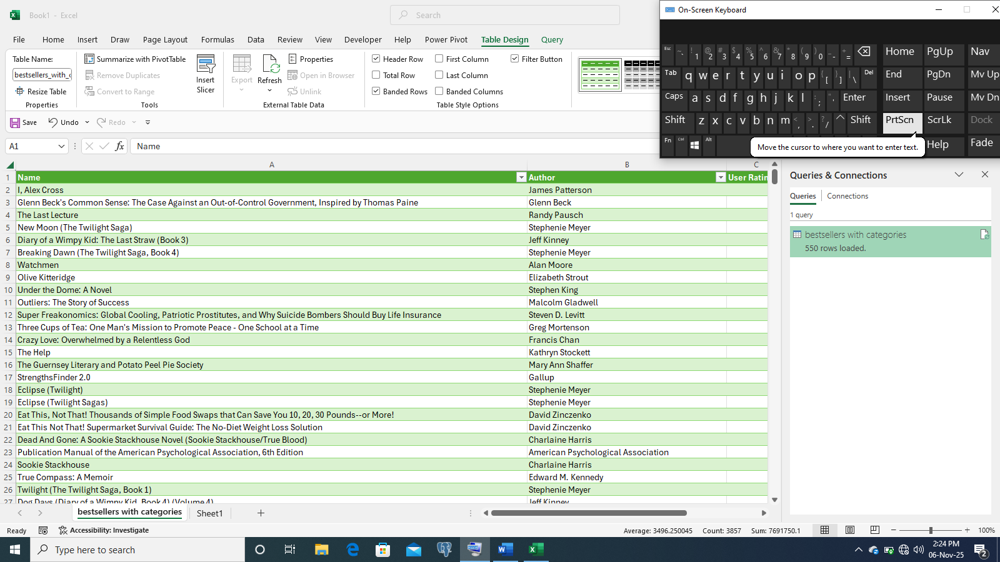 Book1 - Excel
Search
On-Screen Keyboard
File Home Insert Draw Page Layout Formulas Data Review View Developer Help Power Pivot Table Design Query
Table Name:
bestsellers_with_c
Resize Table
Properties
Summarize with PivotTable
Remove Duplicates
Convert to Range
Insert Slicer
Tools
Export
Refresh
Properties
Open in Browser
Unlink
External Table Data
Header Row First Column Filter Button
Total Row Last Column
Banded Rows Banded Columns
Table Style Options
Esc ~ ` ! 1 @ 2 # 3 $ 4 % 5 ^ 6 & 7 * 8 ( 9 ) 0 _ - + = Home PgUp Nav
Tab q w e r t y u i o p { [ } ] | \ Del End PgDn Mv Up
Caps a s d f g h j k l : ; " ' Enter Insert Pause Mv Dn
Shift z x c v b n m < , > . ? / ^ Shift PrtScn ScrLk Dock
Fn Ctrl Alt Help Fade
Move the cursor to where you want to enter text.
Save Undo Redo
A1 fx Name
A B C
1 Name Author User Ratin
2 I, Alex Cross James Patterson
3 Glenn Beck's Common Sense: The Case Against an Out-of-Control Government, Inspired by Thomas Paine Glenn Beck
4 The Last Lecture Randy Pausch
5 New Moon (The Twilight Saga) Stephenie Meyer
6 Diary of a Wimpy Kid: The Last Straw (Book 3) Jeff Kinney
7 Breaking Dawn (The Twilight Saga, Book 4) Stephenie Meyer
8 Watchmen Alan Moore
9 Olive Kitteridge Elizabeth Strout
10 Under the Dome: A Novel Stephen King
11 Outliers: The Story of Success Malcolm Gladwell
12 Super Freakonomics: Global Cooling, Patriotic Prostitutes, and Why Suicide Bombers Should Buy Life Insurance Steven D. Levitt
13 Three Cups of Tea: One Man's Mission to Promote Peace - One School at a Time Greg Mortenson
14 Crazy Love: Overwhelmed by a Relentless God Francis Chan
15 The Help Kathryn Stockett
16 The Guernsey Literary and Potato Peel Pie Society Mary Ann Shaffer
17 StrengthsFinder 2.0 Gallup
18 Eclipse (Twilight) Stephenie Meyer
19 Eclipse (Twilight Sagas) Stephenie Meyer
20 Eat This, Not That! Thousands of Simple Food Swaps that Can Save You 10, 20, 30 Pounds--or More! David Zinczenko
21 Eat This Not That! Supermarket Survival Guide: The No-Diet Weight Loss Solution David Zinczenko
22 Dead And Gone: A Sookie Stackhouse Novel (Sookie Stackhouse/True Blood) Charlaine Harris
23 Publication Manual of the American Psychological Association, 6th Edition American Psychological Association
24 Sookie Stackhouse Charlaine Harris
25 True Compass: A Memoir Edward M. Kennedy
26 Twilight (The Twilight Saga, Book 1) Stephenie Meyer
27 Dog Days (Diary of a Wimpy Kid, Book 4) (Volume 4) Jeff Kinney
Queries & Connections
Queries Connections
1 query
bestsellers with categories
550 rows loaded.
bestsellers with categories Sheet1
Ready Accessibility: Investigate Average: 3496.250045 Count: 3857 Sum: 7691750.1 100%
Type here to search
2:24 PM
06-Nov-25
2